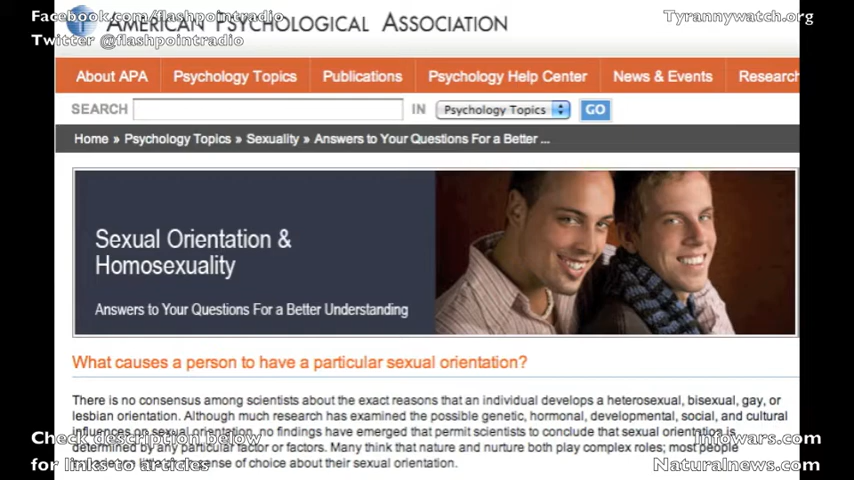 Facebook.com/flashpointradio
Tyrannywatch.org
AMERICAN PSYCHOLOGICAL ASSOCIATION
Twitter @flashpointradio
About APA Psychology Topics Publications Psychology Help Center News & Events Research
SEARCH IN Psychology Topics GO
Home » Psychology Topics » Sexuality » Answers to Your Questions For a Better ...
Sexual Orientation &
Homosexuality
Answers to Your Questions For a Better Understanding
What causes a person to have a particular sexual orientation?
There is no consensus among scientists about the exact reasons that an individual develops a heterosexual, bisexual, gay, or
lesbian orientation. Although much research has examined the possible genetic, hormonal, developmental, social, and cultural
influences on sexual orientation, no findings have emerged that permit scientists to conclude that sexual orientation is
determined by any particular factor or factors. Many think that nature and nurture both play complex roles; most people
sense of choice about their sexual orientation.
Check description below
for links to articles
Infowars.com
Naturalnews.com